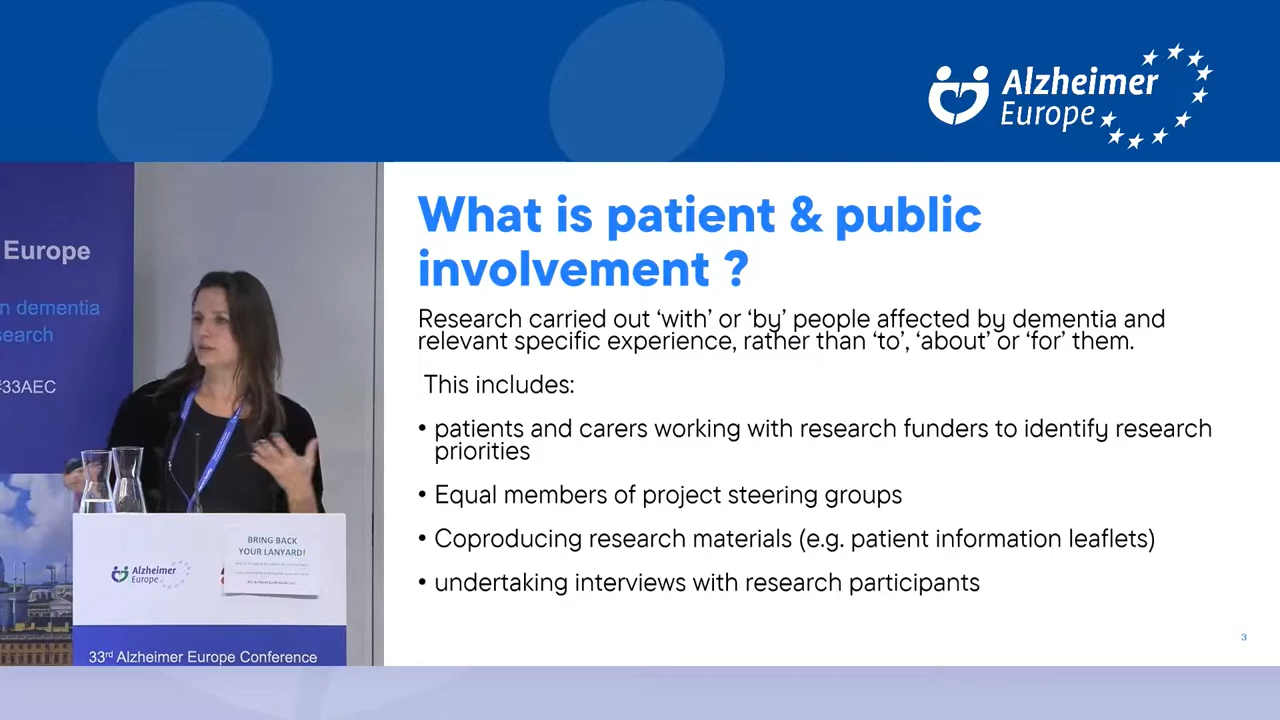 Alzheimer
Europe
Europe
n dementia
search
#33AEC
BRING BACK
YOUR LANYARD!
Alzheimer
Europe
33rd Alzheimer Europe Conference
What is patient & public
involvement ?
Research carried out ‘with’ or ‘by’ people affected by dementia and
relevant specific experience, rather than ‘to’, ‘about’ or ‘for’ them.
This includes:
• patients and carers working with research funders to identify research
priorities
• Equal members of project steering groups
• Coproducing research materials (e.g. patient information leaflets)
• undertaking interviews with research participants
3